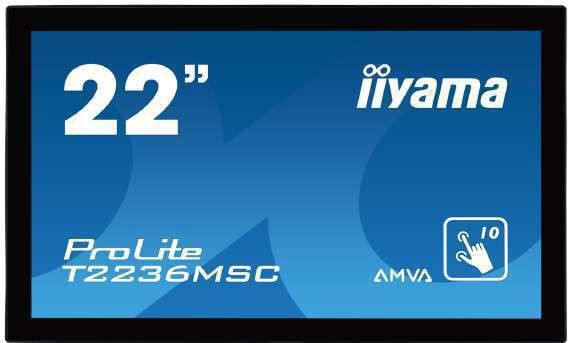 22"
iiyama
ProLite
T2236MSC
AMVA
10